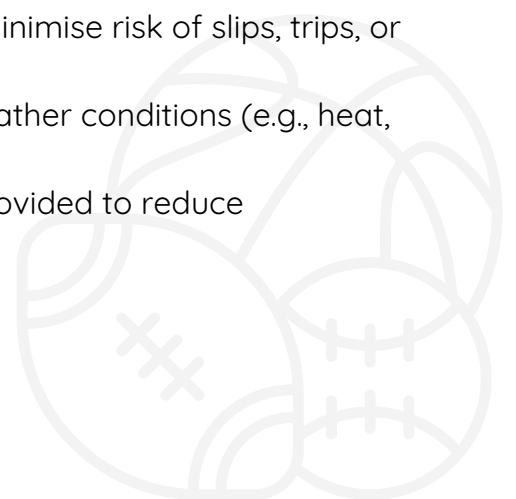 inimise risk of slips, trips, or
ather conditions (e.g., heat,
ovided to reduce